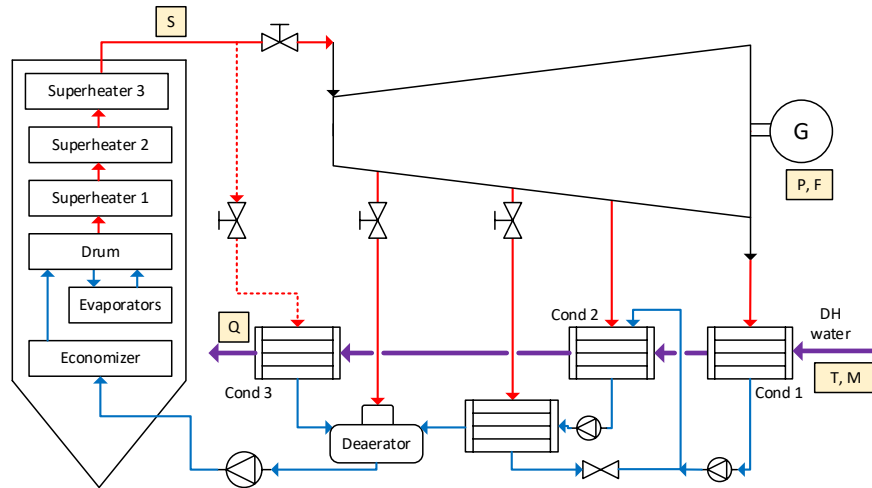 S
Superheater 3
Superheater 2
Superheater 1
Drum
Evaporators
Economizer
G
P, F
Q
Cond 2
DH
water
T, M
Cond 3
Cond 1
Deaerator